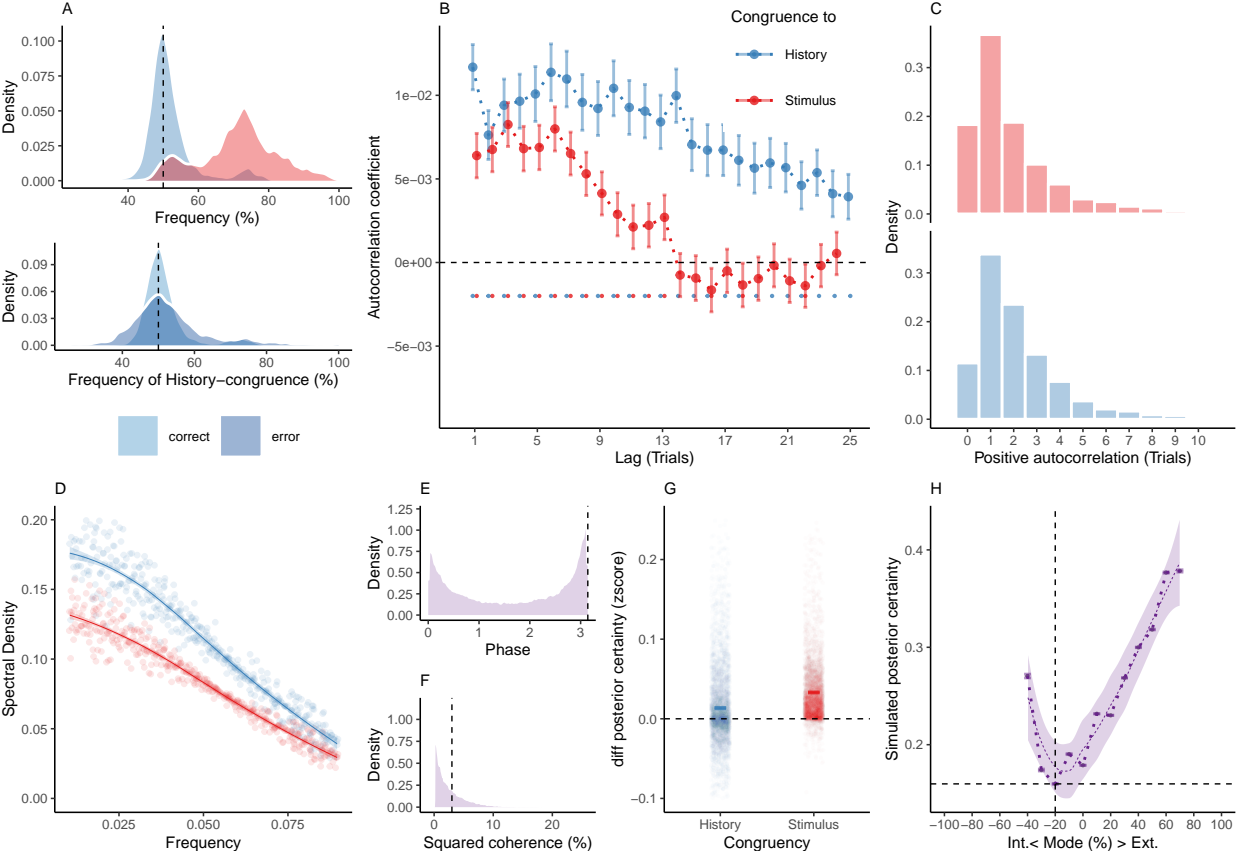 A
Density
0.100
0.075
0.050
0.025
0.000
40 60 80 100
Frequency (%)
Density
0.09
0.06
0.03
0.00
40 60 80 100
Frequency of History−congruence (%)
correct error
B
Congruence to
History
Stimulus
Autocorrelation coefficient
1e−02
5e−03
0e+00
−5e−03
1 5 9 13 17 21 25
Lag (Trials)
C
Density
0.3
0.2
0.1
0.0
0.3
0.2
0.1
0.0
0 1 2 3 4 5 6 7 8 9 10
Positive autocorrelation (Trials)
D
Spectral Density
0.20
0.15
0.10
0.05
0.00
0.025 0.050 0.075
Frequency
E
Density
1.25
1.00
0.75
0.50
0.25
0.00
0 1 2 3
Phase
F
Density
1.00
0.75
0.50
0.25
0.00
0 10 20
Squared coherence (%)
G
diff posterior certainty (zscore)
0.2
0.1
0.0
−0.1
History Stimulus
Congruency
H
Simulated posterior certainty
0.4
0.3
0.2
−100 −80 −60 −40 −20 0 20 40 60 80 100
Int.< Mode (%) > Ext.